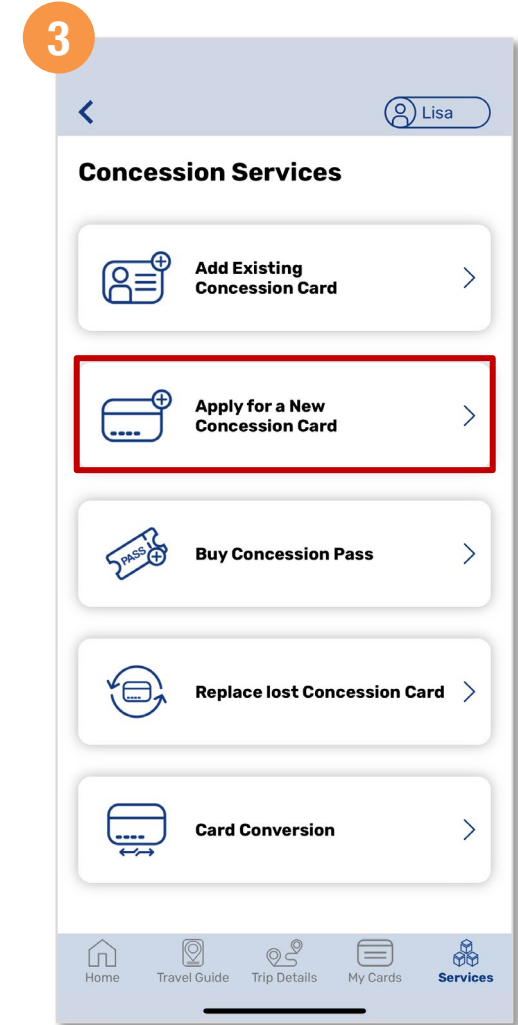 3
Lisa
Concession Services
Add Existing
Concession Card
Apply for a New
Concession Card
PASS
Buy Concession Pass
Replace lost Concession Card
Card Conversion
Home
Travel Guide
Trip Details
My Cards
Services